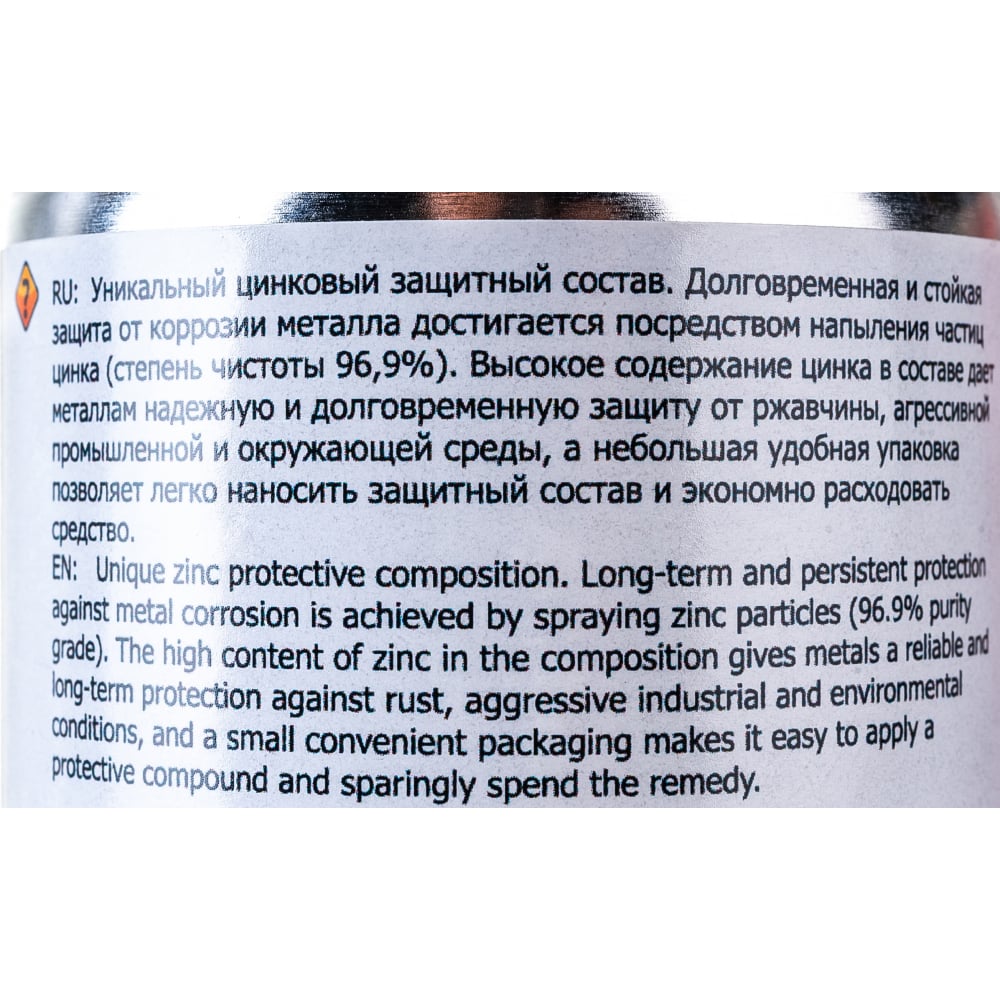 RU: Уникальный цинковый защитный состав. Долговременная и стойкая
защита от коррозии металла достигается посредством напыления частиц
цинка (степень чистоты 96,9%). Высокое содержание цинка в составе дает
металлам надежную и долговременную защиту от ржавчины, агрессивной
промышленной и окружающей среды, а небольшая удобная упаковка
позволяет легко наносить защитный состав и экономно расходовать
средство.
EN: Unique zinc protective composition. Long-term and persistent protection
against metal corrosion is achieved by spraying zinc particles (96.9% purity
grade). The high content of zinc in the composition gives metals a reliable and
long-term protection against rust, aggressive industrial and environmental
conditions, and a small convenient packaging makes it easy to apply a
protective compound and sparingly spend the remedy.